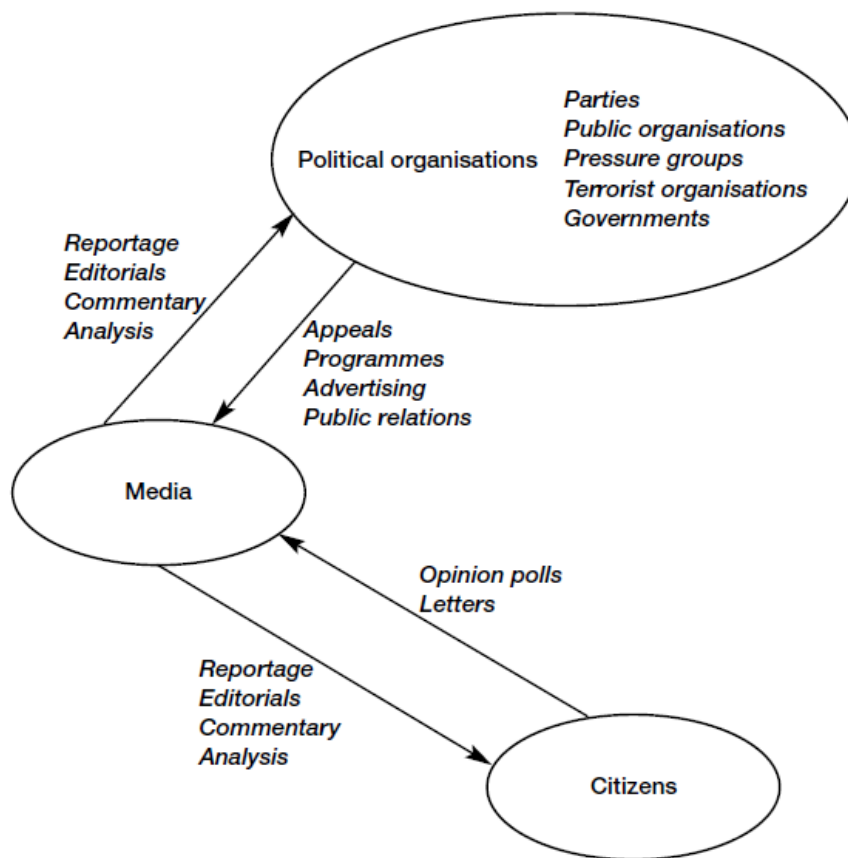 Parties
Public organisations
Political organisations
Pressure groups
Terrorist organisations
Governments
Reportage
Editorials
Commentary
Analysis
Appeals
Programmes
Advertising
Public relations
Media
Opinion polls
Letters
Reportage
Editorials
Commentary
Analysis
Citizens